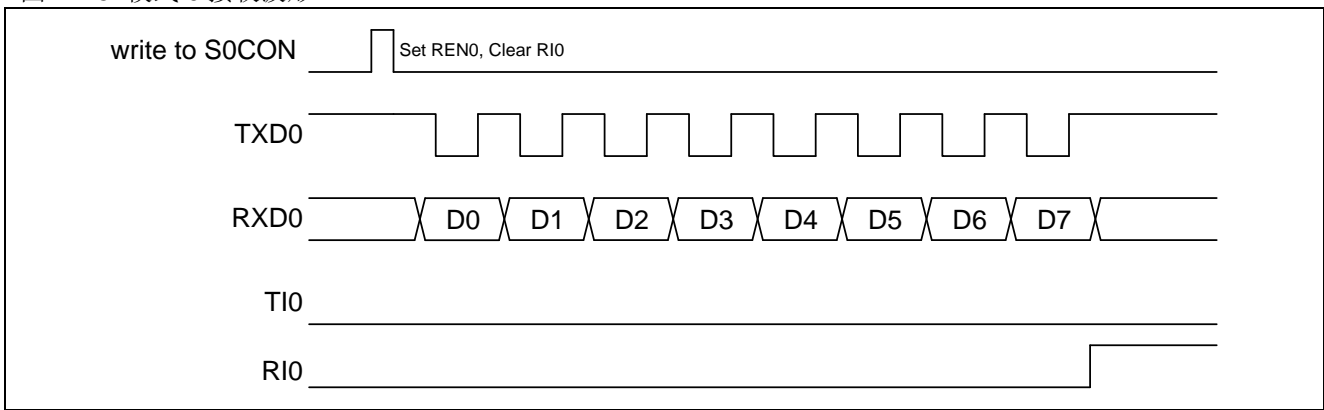 write to S0CON
Set REN0, Clear RI0
TXD0
RXD0 D0 D1 D2 D3 D4 D5 D6 D7
TI0
RI0